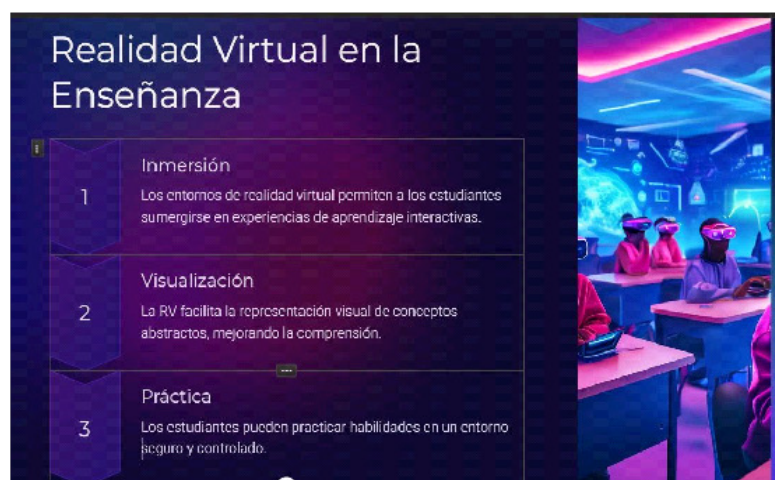 Realidad Virtual en la
Enseñanza
1
Inmersión
Los entornos de realidad virtual permiten a los estudiantes
sumergirse en experiencias de aprendizaje interactivas.
2
Visualización
La RV facilita la representación visual de conceptos
abstractos, mejorando la comprensión.
3
Práctica
Los estudiantes pueden practicar habilidades en un entorno
seguro y controlado.